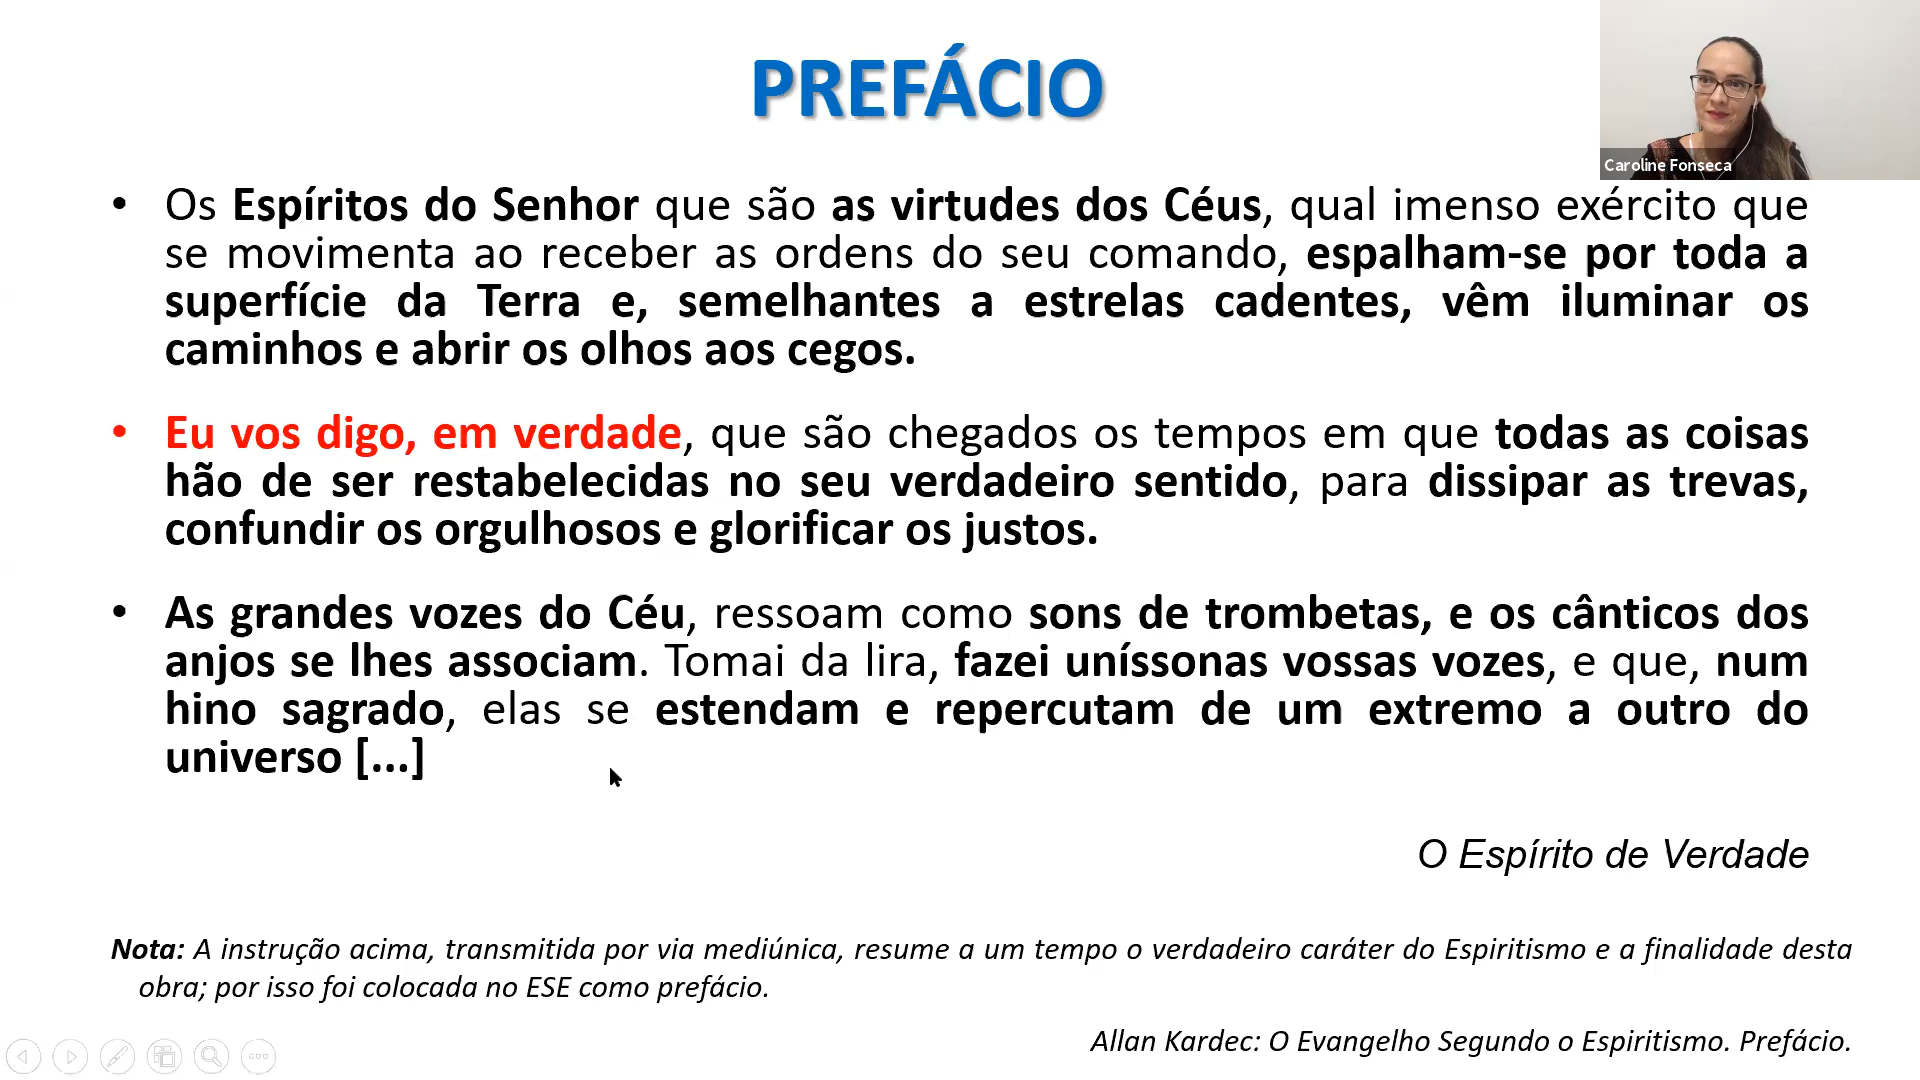 PREFÁCIO
Caroline Fonseca
• Os Espíritos do Senhor que são as virtudes dos Céus, qual imenso exército que
se movimenta ao receber as ordens do seu comando, espalham-se por toda a
superfície da Terra e, semelhantes a estrelas cadentes, vêm iluminar os
caminhos e abrir os olhos aos cegos.
• Eu vos digo, em verdade, que são chegados os tempos em que todas as coisas
hão de ser restabelecidas no seu verdadeiro sentido, para dissipar as trevas,
confundir os orgulhosos e glorificar os justos.
• As grandes vozes do Céu, ressoam como sons de trombetas, e os cânticos dos
anjos se lhes associam. Tomai da lira, fazei uníssonas vossas vozes, e que, num
hino sagrado, elas se estendam e repercutam de um extremo a outro do
universo [...]
O Espírito de Verdade
Nota: A instrução acima, transmitida por via mediúnica, resume a um tempo o verdadeiro caráter do Espiritismo e a finalidade desta
obra; por isso foi colocada no ESE como prefácio.
Allan Kardec: O Evangelho Segundo o Espiritismo. Prefácio.